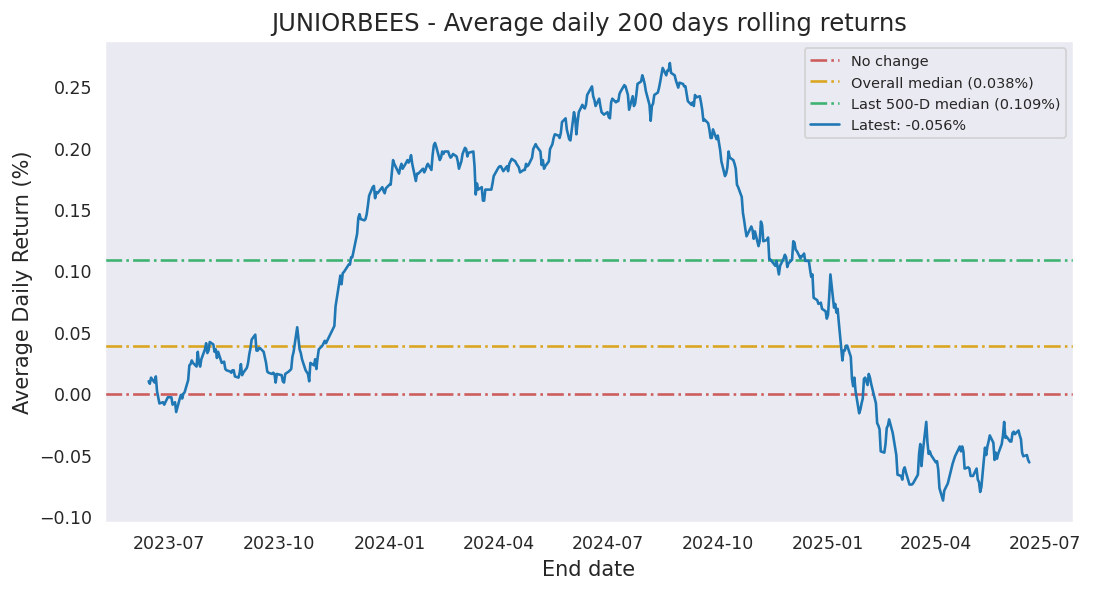 JUNIORBEES - Average daily 200 days rolling returns
No change
Overall median (0.038%)
Last 500-D median (0.109%)
Latest: -0.056%
Average Daily Return (%)
0.25
0.20
0.15
0.10
0.05
0.00
−0.05
−0.10
2023-07 2023-10 2024-01 2024-04 2024-07 2024-10 2025-01 2025-04 2025-07
End date